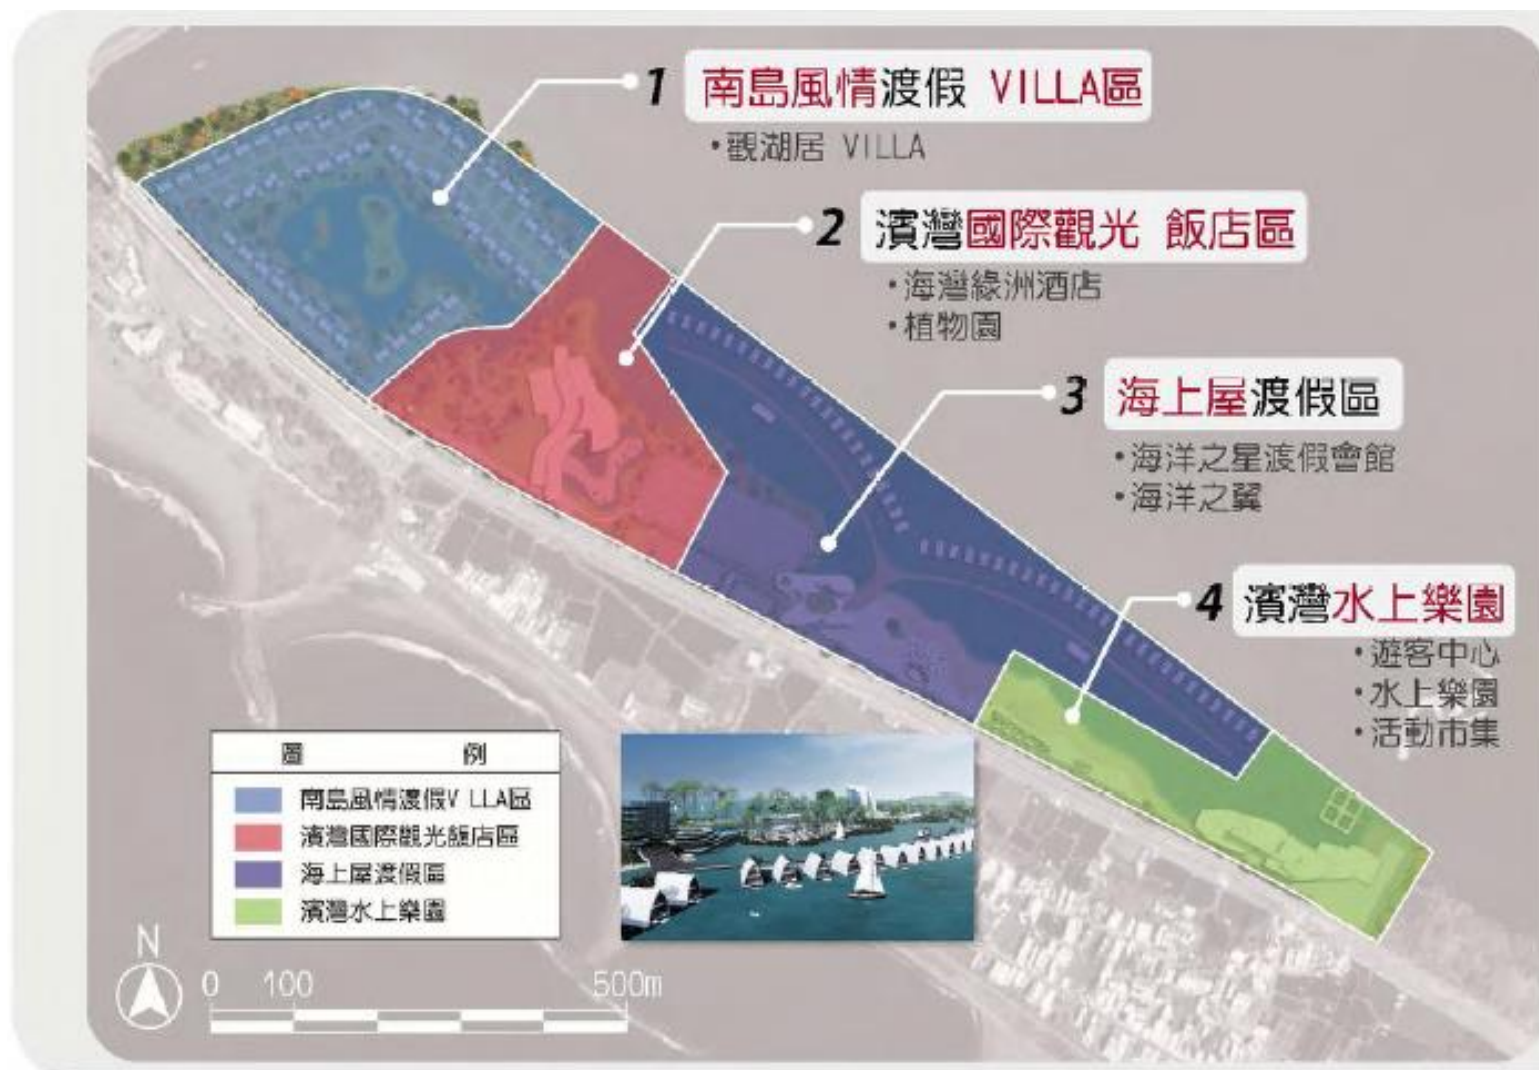 1 南島風情渡假 VILLA區
•觀湖居 VILLA
2 濱灣國際觀光 飯店區
•海灣綠洲酒店
•植物園
3 海上屋渡假區
•海洋之星渡假會館
•海洋之翼
4 濱灣水上樂園
•遊客中心
•水上樂園
•活動市集
圖 例
南島風情渡假V LLA區
濱灣國際觀光飯店區
海上屋渡假區
濱灣水上樂園
N
0 100 500m